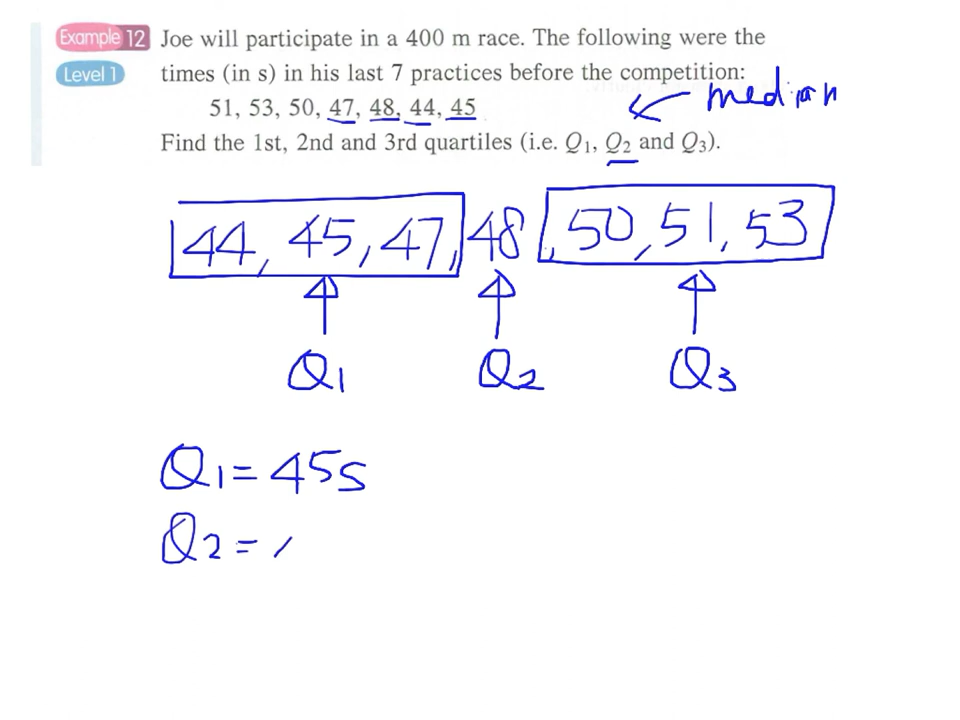 Example 12 Joe will participate in a 400 m race. The following were the
Level 1 times (in s) in his last 7 practices before the competition:
51, 53, 50, 47, 48, 44, 45
median
Find the 1st, 2nd and 3rd quartiles (i.e. Q₁, Q₂ and Q₃).
44, 45, 47, 48, 50, 51, 53
Q1 Q2 Q3
Q1 = 45s
Q2 =